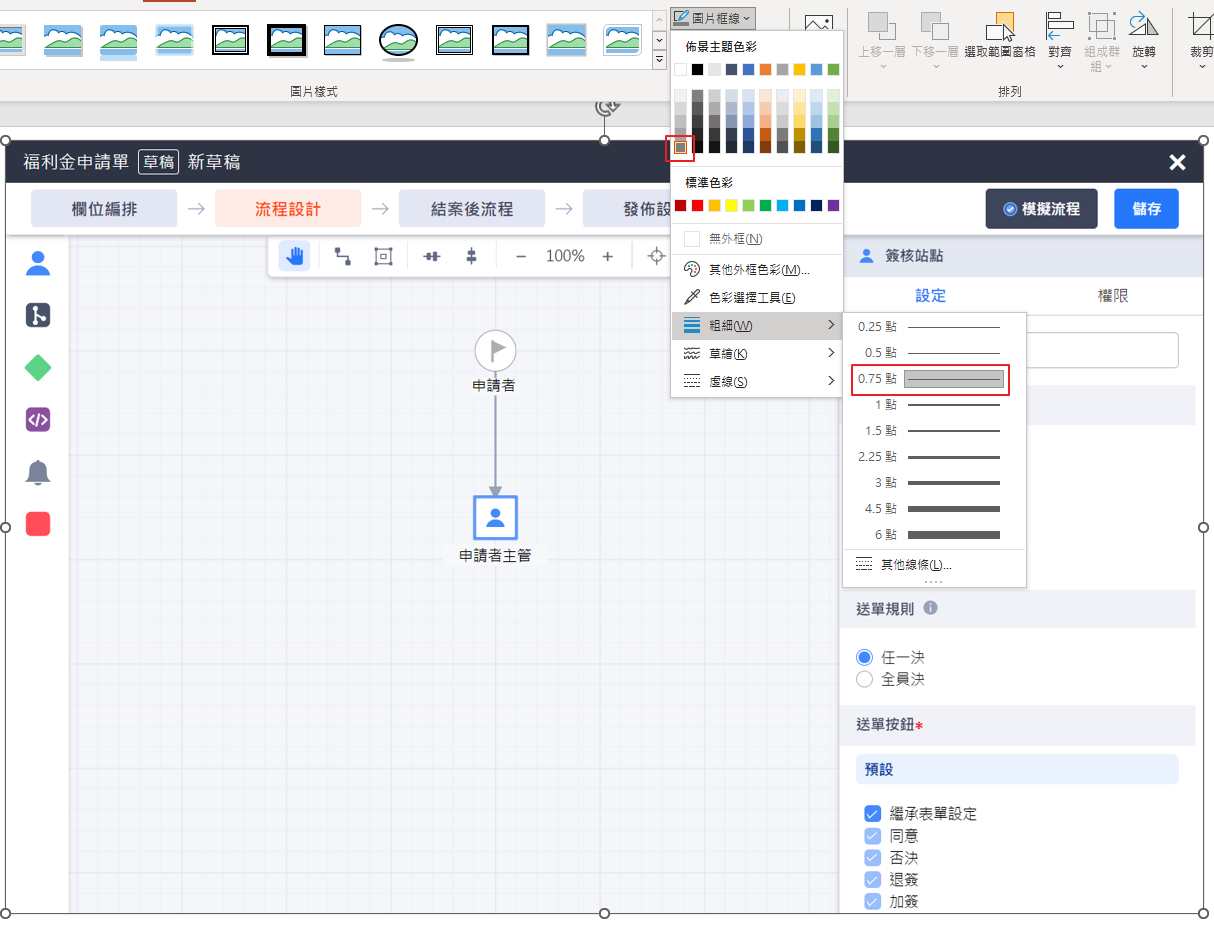 圖片框線
上移一層
下移一層
選取範圍窗格
對齊
組成群組
旋轉
裁剪
圖片樣式
排列
佈景主題色彩
標準色彩
無外框(N)
其他外框色彩(M)...
色彩選擇工具(E)
粗細(W)
草繪(K)
虛線(S)
0.25 點
0.5 點
0.75 點
1 點
1.5 點
2.25 點
3 點
4.5 點
6 點
其他線條(L)...
福利金申請單 草稿 新草稿
欄位編排
流程設計
結案後流程
發佈設
模擬流程
儲存
100%
申請者
申請者主管
簽核站點
設定
權限
送單規則
任一決
全員決
送單按鈕*
預設
繼承表單設定
同意
否決
退簽
加簽